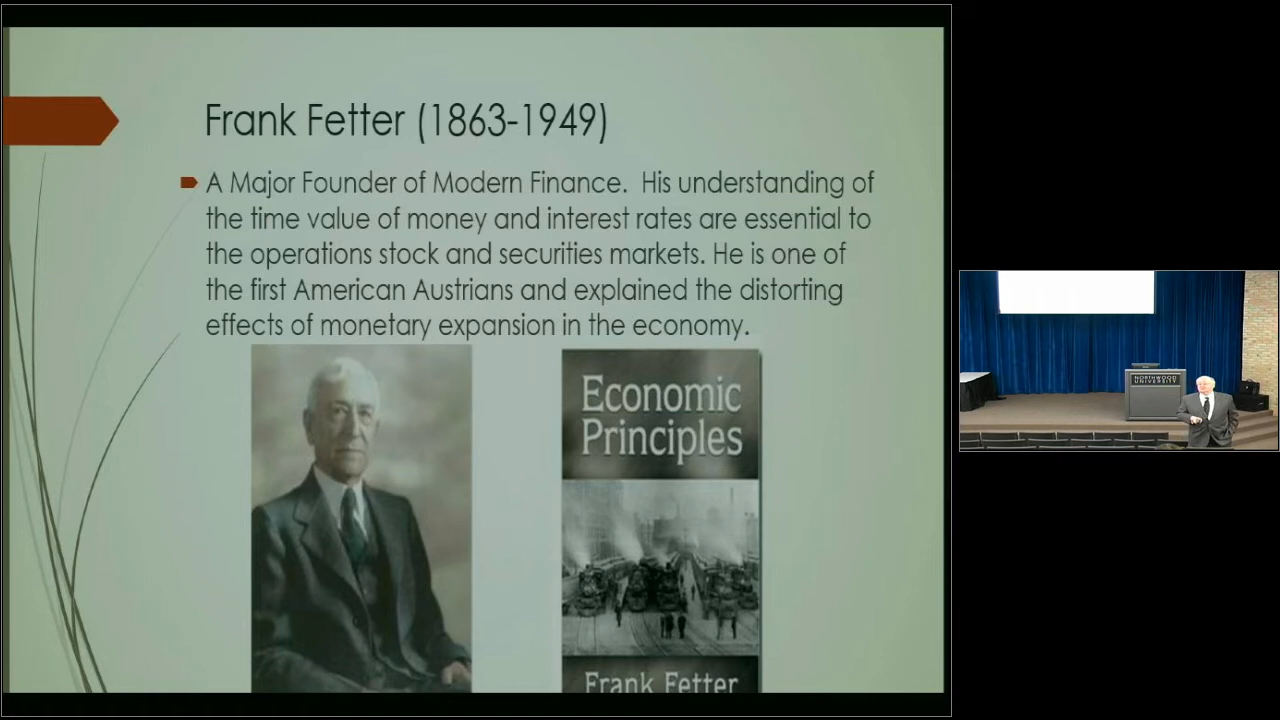 Frank Fetter (1863-1949)
A Major Founder of Modern Finance. His understanding of
the time value of money and interest rates are essential to
the operations stock and securities markets. He is one of
the first American Austrians and explained the distorting
effects of monetary expansion in the economy.
Economic
Principles
Frank Fetter
NORTHWOOD
UNIVERSITY